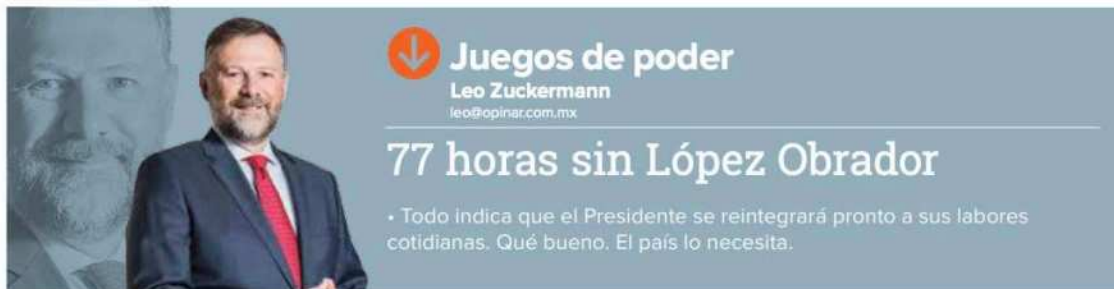 Juegos de poder
Leo Zuckermann
leo@opinar.com.mx
77 horas sin López Obrador
• Todo indica que el Presidente se reintegrará pronto a sus labores
cotidianas. Qué bueno. El país lo necesita.